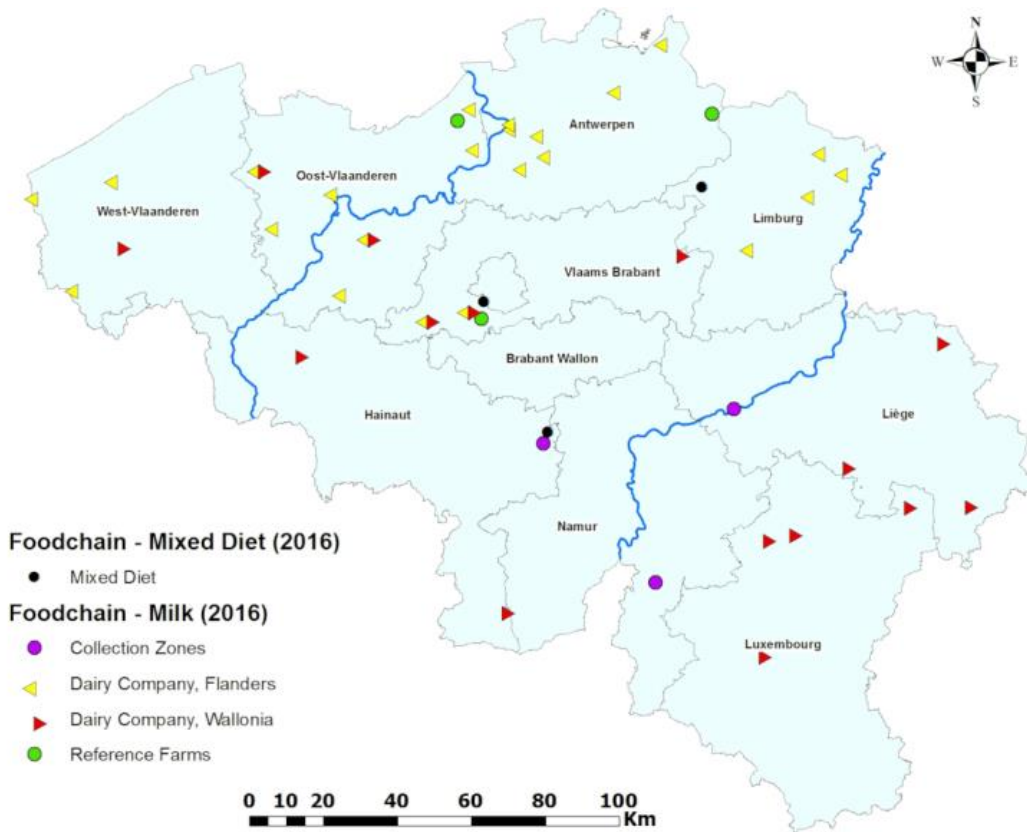 N
W E
S
Antwerpen
Oost-Vlaanderen
West-Vlaanderen
Limburg
Vlaams Brabant
Brabant Wallon
Hainaut
Liège
Namur
Luxembourg
Foodchain - Mixed Diet (2016)
Mixed Diet
Foodchain - Milk (2016)
Collection Zones
Dairy Company, Flanders
Dairy Company, Wallonia
Reference Farms
0 10 20 40 60 80 100
Km